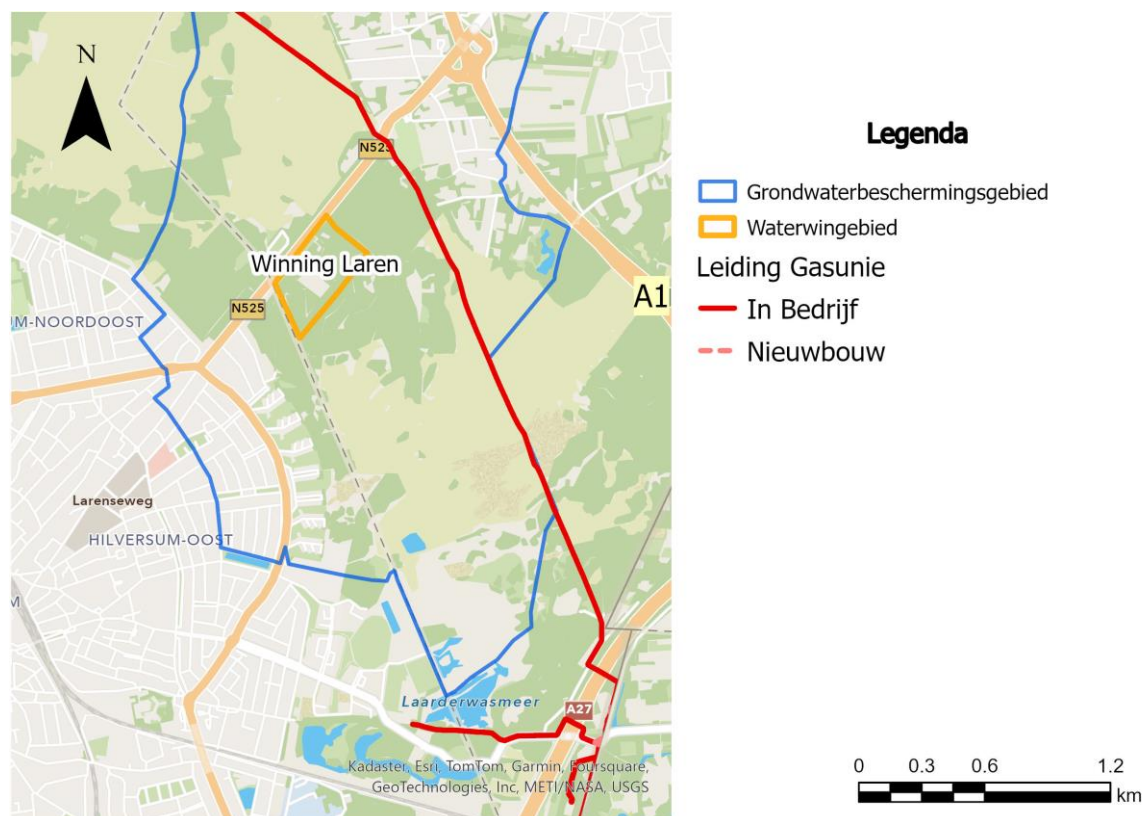 N
N525
Winning Laren
N525
A1
UM-NOORDOOST
Larenseweg
HILVERSUM-OOST
M
Laarderwasmeer
A27
Kadaster, Esri, TomTom, Garmin, Foursquare,
GeoTechnologies, Inc, METI/NASA, USGS
Legenda
Grondwaterbeschermingsgebied
Waterwingebied
Leiding Gasunie
In Bedrijf
Nieuwbouw
0 0.3 0.6 1.2
km